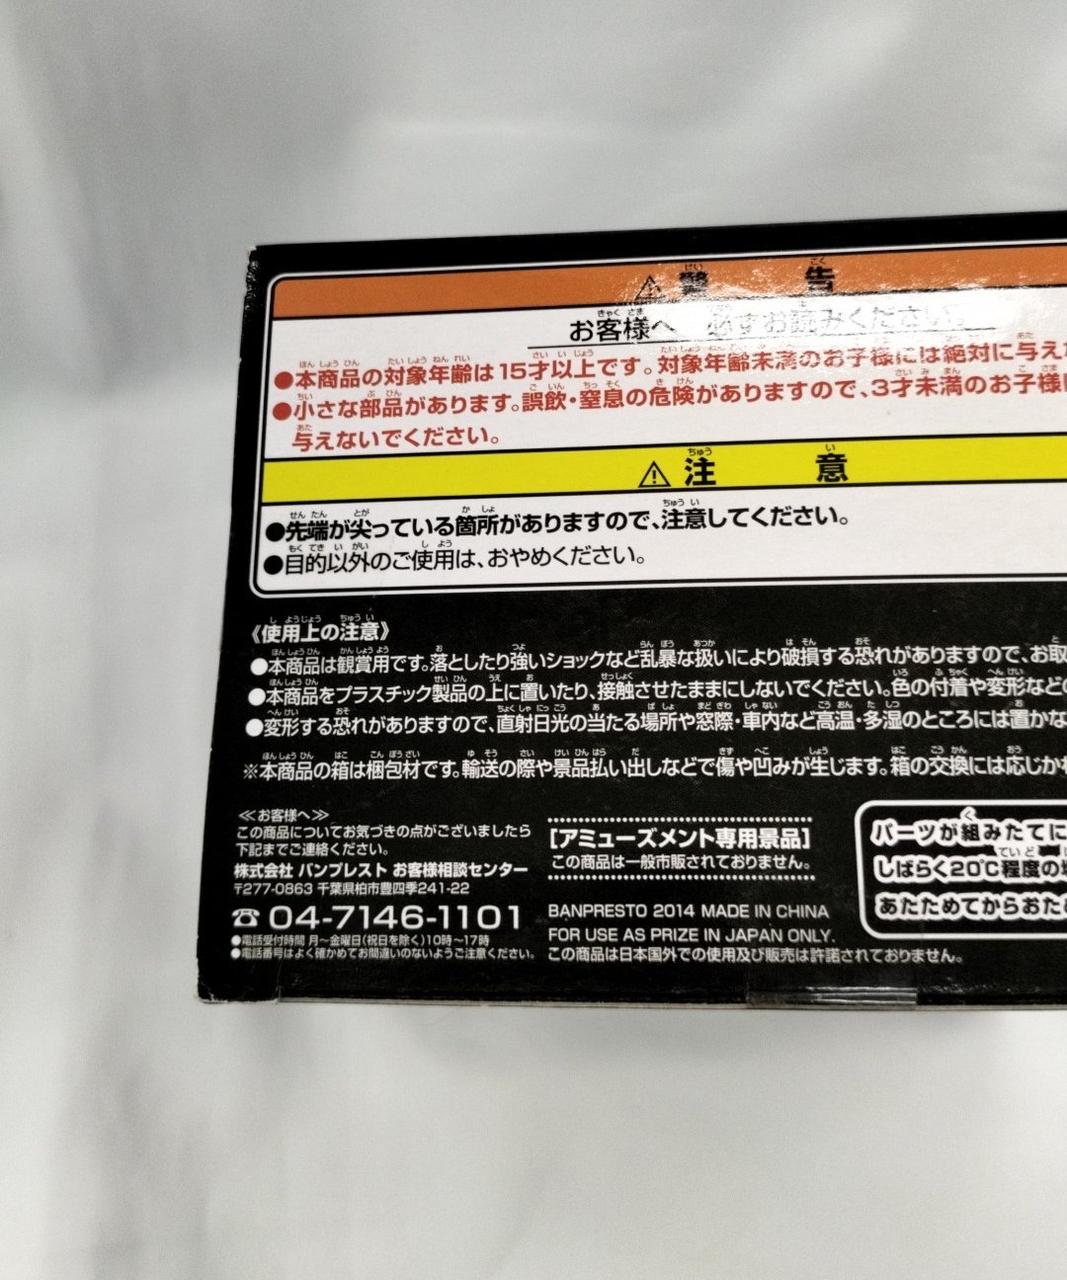 ⚠警告
お客様へ 必ずお読みください。
●本商品の対象年齢は15才以上です。対象年齢未満のお子様には絶対に与え
●小さな部品があります。誤飲・窒息の危険がありますので、3才未満のお子様
与えないでください。
⚠注意
●先端が尖っている箇所がありますので、注意してください。
●目的以外のご使用は、おやめください。
《使用上の注意》
●本商品は観賞用です。落としたり強いショックなど乱暴な扱いにより破損する恐れがありますので、お取
●本商品をプラスチック製品の上に置いたり、接触させたままにしないでください。色の付着や変形などの
●変形する恐れがありますので、直射日光の当たる場所や窓際・車内など高温・多湿のところには置かな
※本商品の箱は梱包材です。輸送の際や景品払い出しなどで傷や凹みが生じます。箱の交換には応じか
≪お客様へ≫
この商品についてお気づきの点がございましたら
下記までご連絡ください。
株式会社 バンプレスト お客様相談センター
〒277-0863 千葉県柏市豊四季241-22
☎04-7146-1101
●電話受付時間 月〜金曜日(祝日を除く)10時〜17時
●電話番号はよく確かめてお間違いのないようご注意ください。
[アミューズメント専用景品]
この商品は一般市販されておりません。
BANPRESTO 2014 MADE IN CHINA
FOR USE AS PRIZE IN JAPAN ONLY.
この商品は日本国外での使用及び販売は許諾されておりません。
パーツが組みたてに
しばらく20℃程度の
あたためてからおた